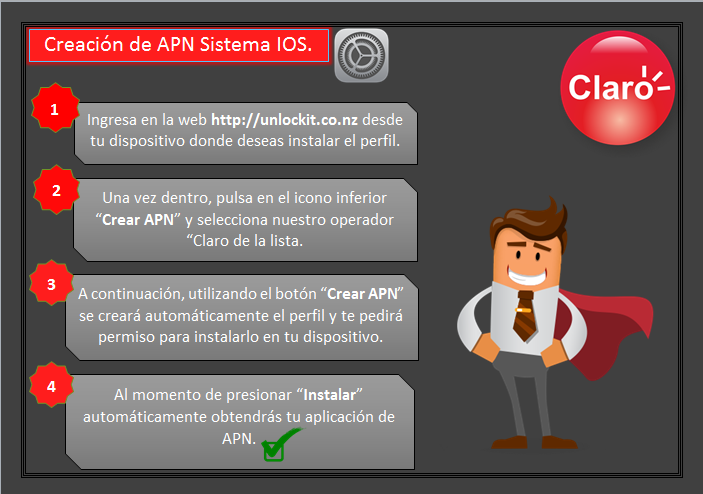 Creación de APN Sistema IOS.
Claro
1
Ingresa en la web http://unlockit.co.nz desde
tu dispositivo donde deseas instalar el perfil.
2
Una vez dentro, pulsa en el icono inferior
“Crear APN” y selecciona nuestro operador
“Claro de la lista.
3
A continuación, utilizando el botón “Crear APN”
se creará automáticamente el perfil y te pedirá
permiso para instalarlo en tu dispositivo.
4
Al momento de presionar “Instalar”
automáticamente obtendrás tu aplicación de
APN.